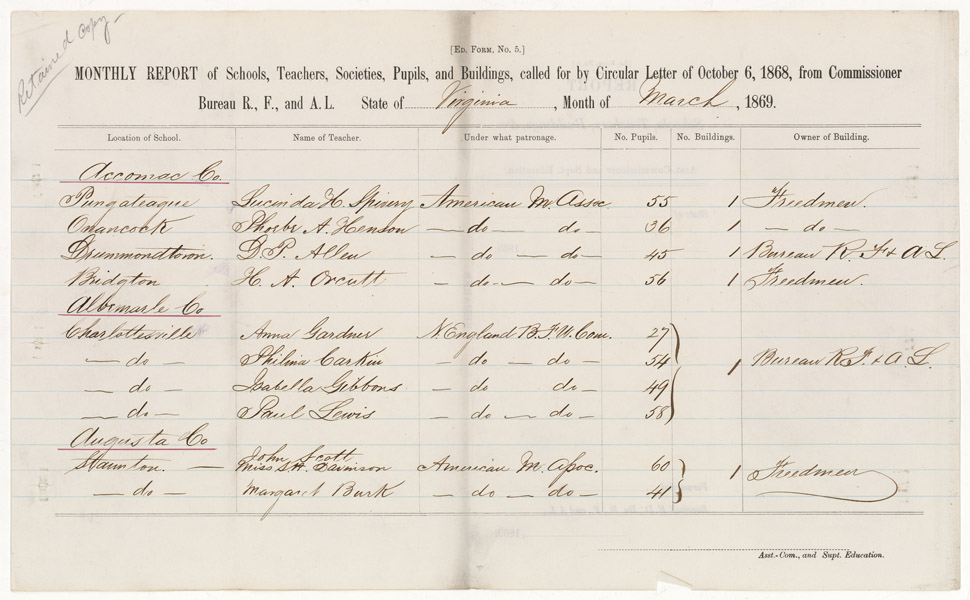 Retained Copy
[Ed. Form, No. 5.]
MONTHLY REPORT of Schools, Teachers, Societies, Pupils, and Buildings, called for by Circular Letter of October 6, 1868, from Commissioner
Bureau R., F., and A. L. State of Virginia, Month of March, 1869.
Location of School. Name of Teacher. Under what patronage. No. Pupils. No. Buildings. Owner of Building.
Accomac Co.
Pungateague Lucinda H. Spivery American M. Assoc. 55 1 Freedmen.
Onancock Phoebe A. Henson — do — do — 36 1 — do —
Drummondtown. D. P. Allen — do — do — 45 1 Bureau R. F. & A. L.
Bridgton H. A. Orcutt — do — do — 56 1 Freedmen.
Albemarle Co
Charlottesville Anna Gardner N. England B. F. U. Com. 27
— do — Philina Carkin — do — do — 54 1 Bureau R. F. & A. L.
— do — Isabella Gibbons — do do — 49
— do — Paul Lewis — do — do — 58
Augusta Co
John Scott
Staunton. — Miss S. H. Davinson American M. Assoc. 60 1 Freedmen
— do — Margaret Burk — do — do — 41
Asst.-Com., and Supt. Education.